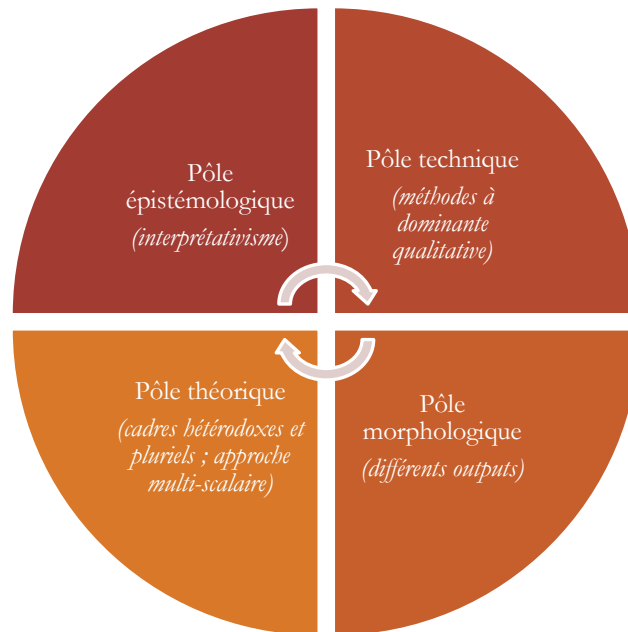 Pôle
épistémologique
(interprétativisme)
Pôle technique
(méthodes à
dominante
qualitative)
Pôle théorique
(cadres hétérodoxes et
pluriels ; approche
multi-scalaire)
Pôle
morphologique
(différents outputs)